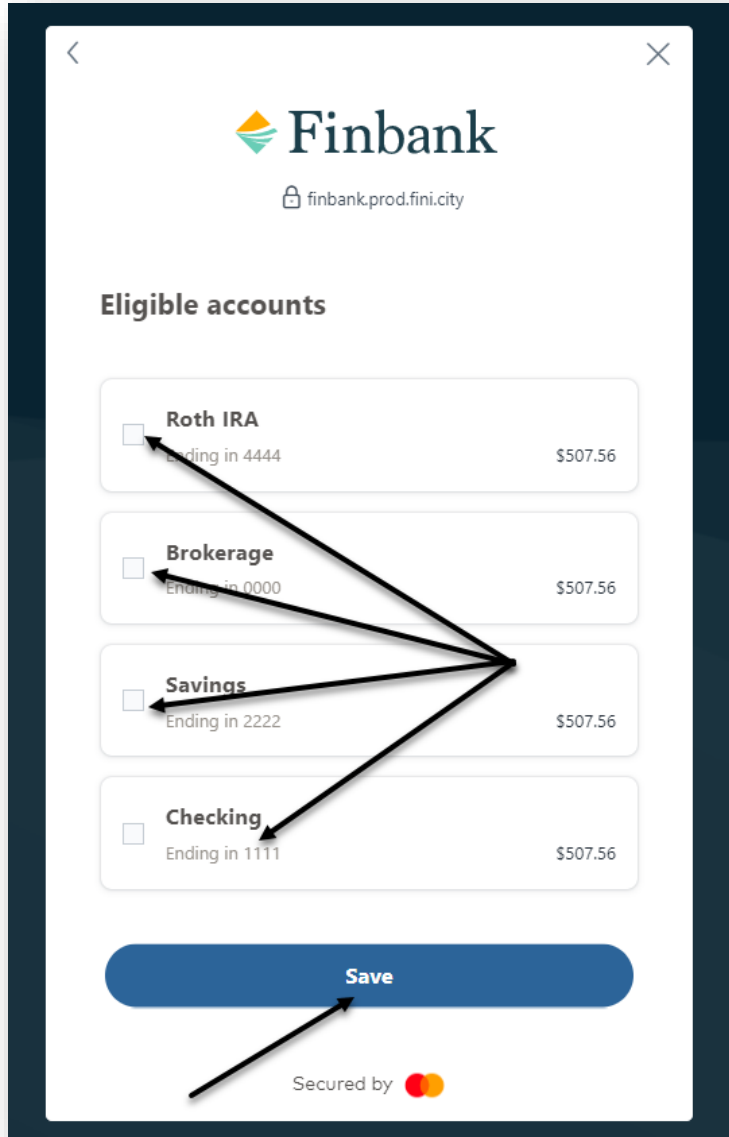 Finbank
finbank.prod.fini.city
Eligible accounts
Roth IRA
Ending in 4444 $507.56
Brokerage
Ending in 0000 $507.56
Savings
Ending in 2222 $507.56
Checking
Ending in 1111 $507.56
Save
Secured by